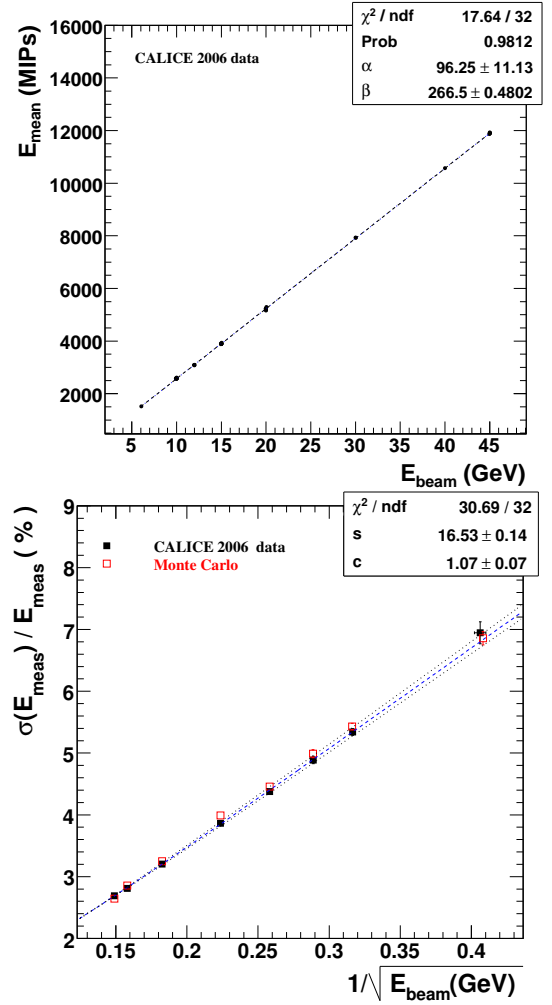 χ² / ndf 17.64 / 32
Prob 0.9812
α 96.25 ± 11.13
β 266.5 ± 0.4802
CALICE 2006 data
E_mean (MIPs)
16000
14000
12000
10000
8000
6000
4000
2000
5 10 15 20 25 30 35 40 45
E_beam (GeV)
χ² / ndf 30.69 / 32
s 16.53 ± 0.14
c 1.07 ± 0.07
CALICE 2006 data
Monte Carlo
σ(E_meas) / E_meas ( % )
9
8
7
6
5
4
3
2
0.15 0.2 0.25 0.3 0.35 0.4
1/√E_beam(GeV)